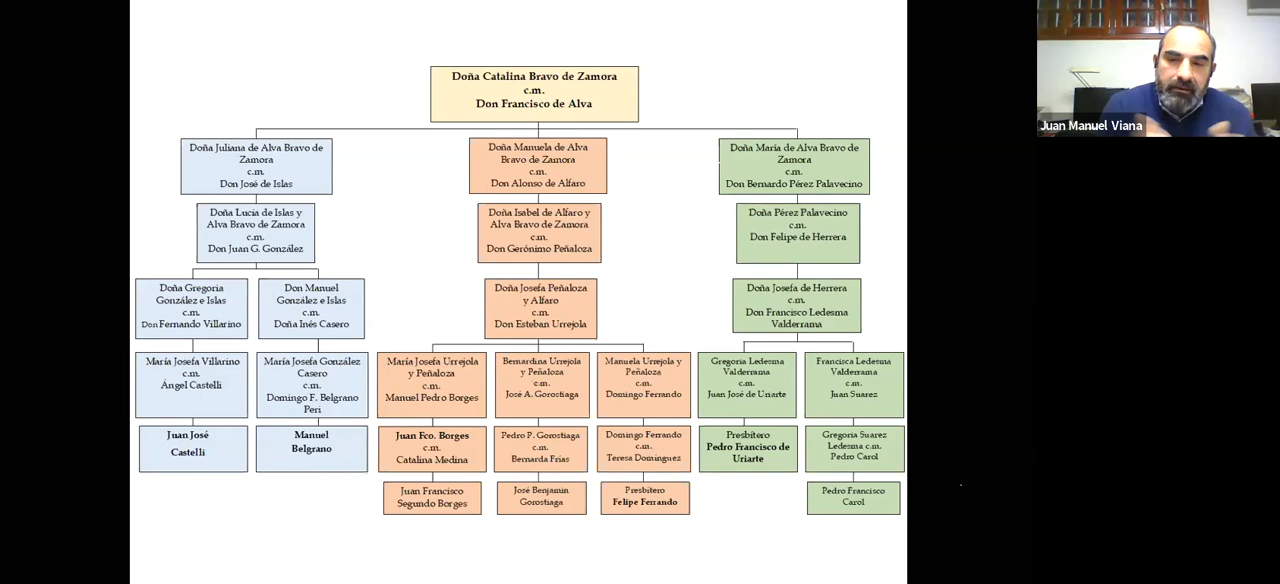 Doña Catalina Bravo de Zamora
c.m.
Don Francisco de Alva
Doña Juliana de Alva Bravo de
Zamora
c.m.
Don José de Islas
Doña Manuela de Alva
Bravo de Zamora
c.m.
Don Alonso de Alfaro
Doña María de Alva Bravo de
Zamora
c.m.
Don Bernardo Pérez Palavecino
Doña Lucia de Islas y
Alva Bravo de Zamora
c.m.
Don Juan G. González
Doña Isabel de Alfaro y
Alva Bravo de Zamora
c.m.
Don Gerónimo Peñaloza
Doña Pérez Palavecino
c.m.
Don Felipe de Herrera
Doña Gregoria
González e Islas
c.m.
Don Fernando Villarino
Don Manuel
González e Islas
c.m.
Doña Inés Casero
Doña Josefa Peñaloza
y Alfaro
c.m.
Don Esteban Urrejola
Doña Josefa de Herrera
c.m.
Don Francisco Ledesma
Valderrama
María Josefa Villarino
c.m.
Ángel Castelli
María Josefa González
Casero
c.m.
Domingo F. Belgrano
Peri
María Josefa Urrejola
y Peñaloza
c.m.
Manuel Pedro Borges
Bernardina Urrejola
y Peñaloza
c.m.
José A. Gorostiaga
Manuela Urrejola y
Peñaloza
c.m.
Domingo Ferrando
Gregoria Ledesma
Valderrama
c.m.
Juan José de Uriarte
Francisca Ledesma
Valderrama
c.m.
Juan Suarez
Juan José
Castelli
Manuel
Belgrano
Juan Fco. Borges
c.m.
Catalina Medina
Pedro P. Gorostiaga
c.m.
Bernarda Frías
Domingo Ferrando
c.m.
Teresa Dominguez
Presbítero
Pedro Francisco de
Uriarte
Gregoria Suarez
Ledesma c.m.
Pedro Carol
Juan Francisco
Segundo Borges
José Benjamin
Gorostiaga
Presbítero
Felipe Ferrando
Pedro Francisco
Carol
Juan Manuel Viana